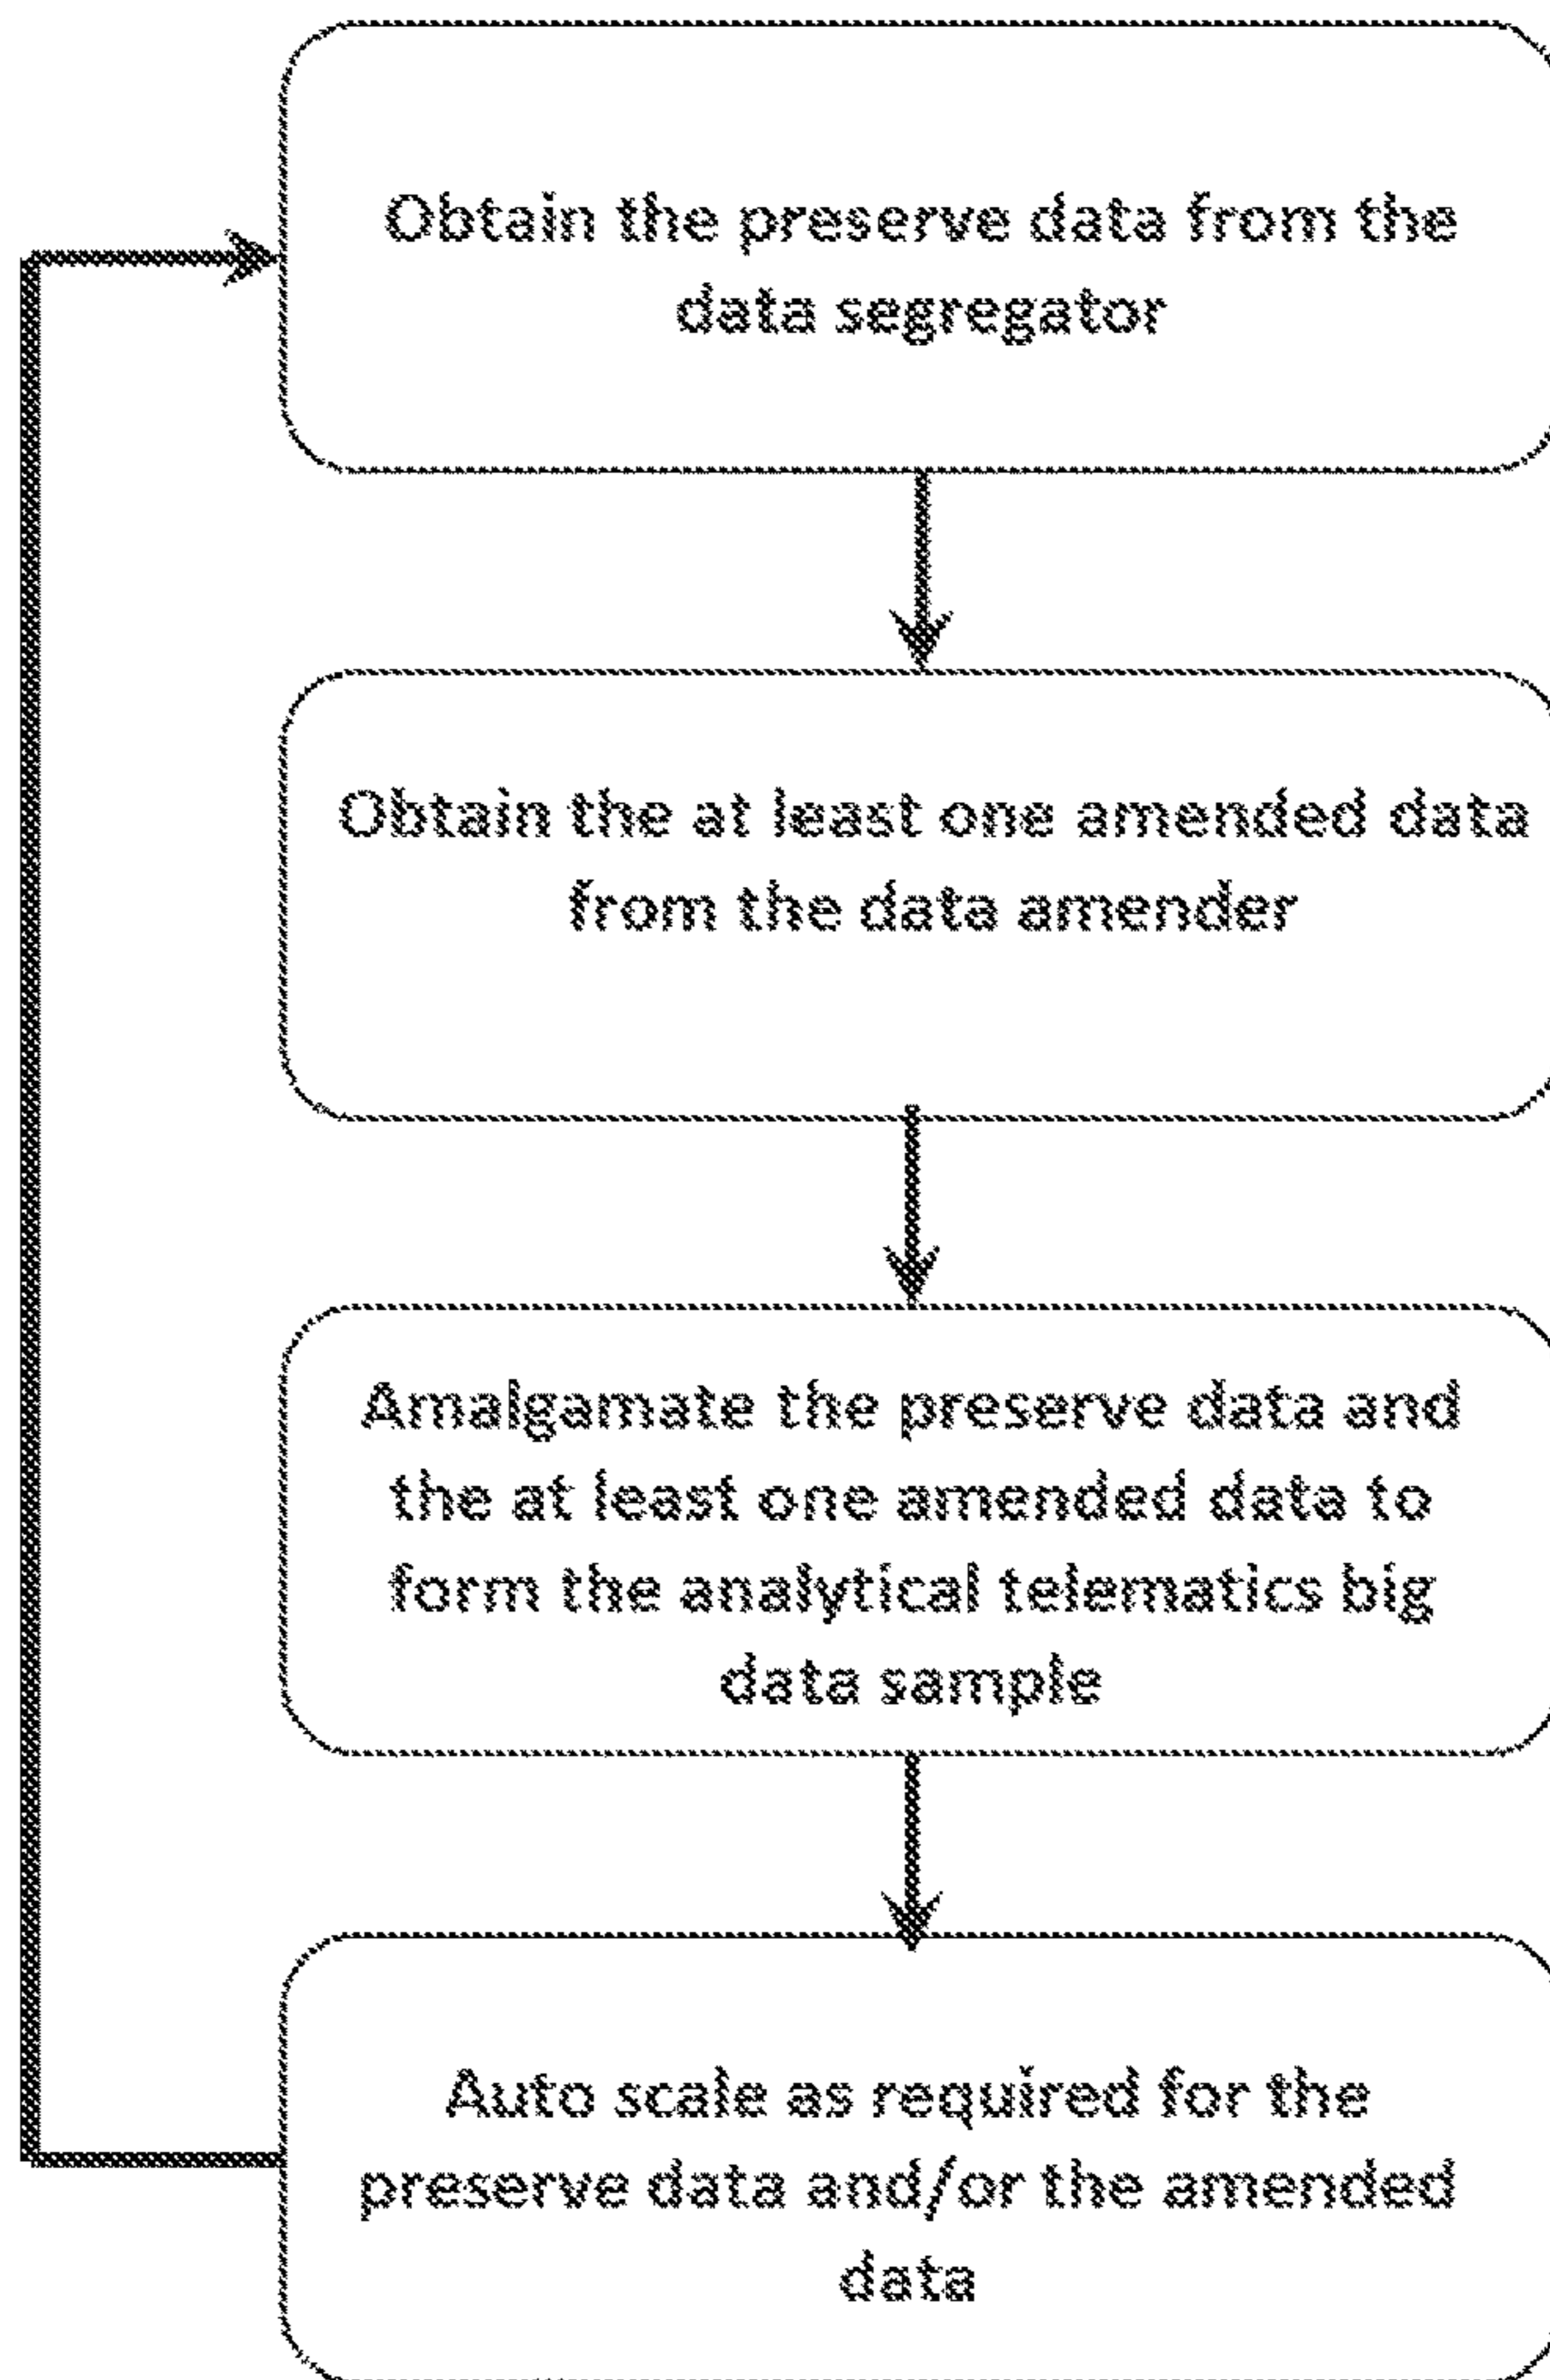 Obtain the preserve data from the
data segregator
Obtain the at least one amended data
from the data amender
Amalgamate the preserve data and
the at least one amended data to
form the analytical telematics big
data sample
Auto scale as required for the
preserve data and/or the amended
data